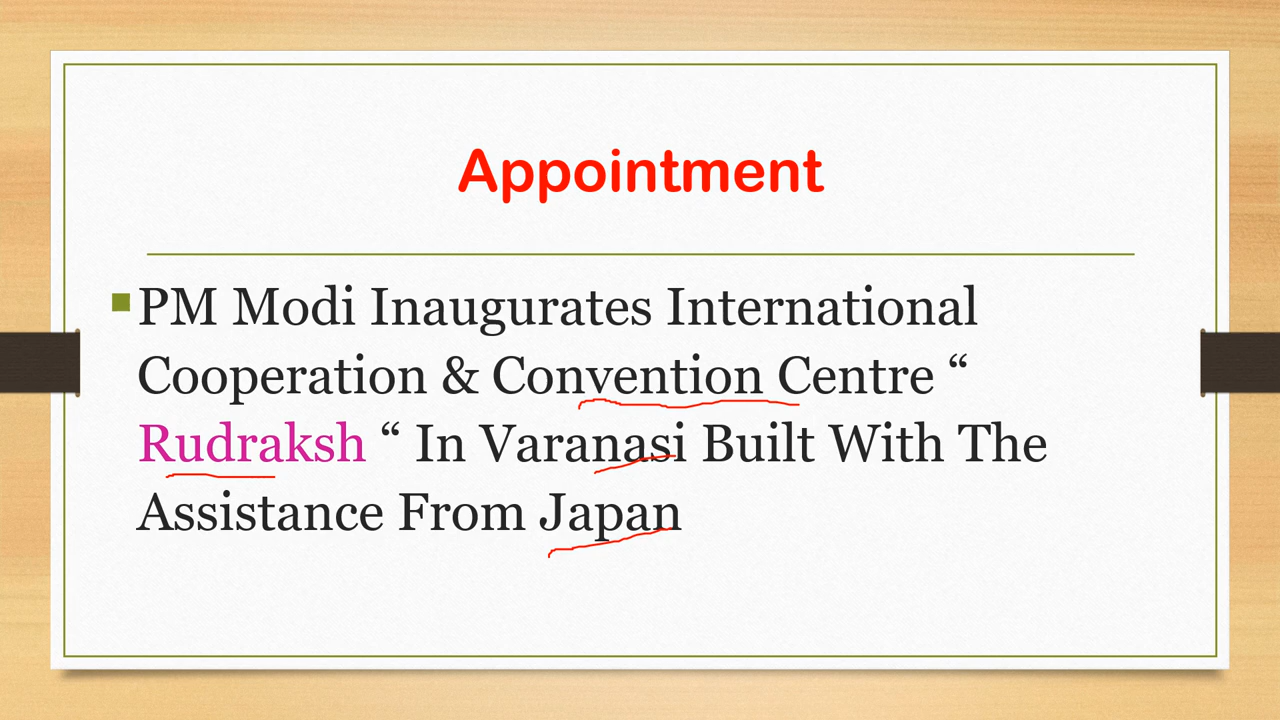 Appointment
PM Modi Inaugurates International
Cooperation & Convention Centre “
Rudraksh “ In Varanasi Built With The
Assistance From Japan